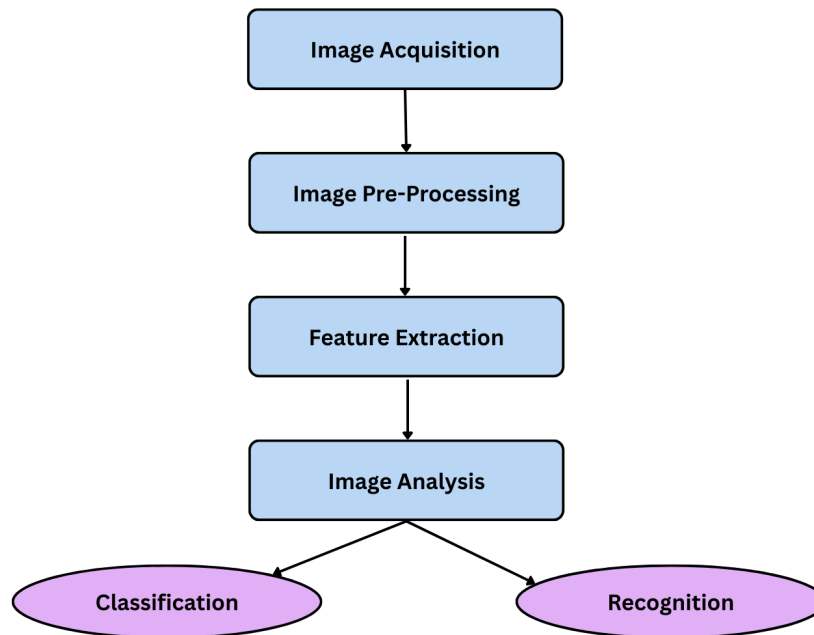 Image Acquisition
Image Pre-Processing
Feature Extraction
Image Analysis
Classification
Recognition